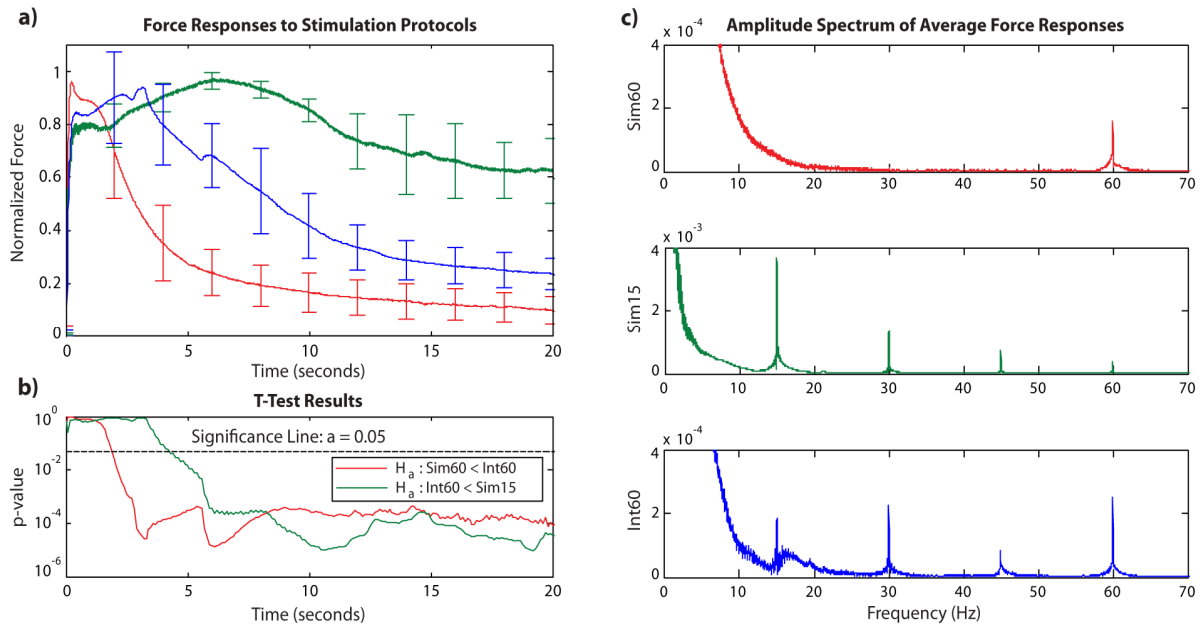 a)
Force Responses to Stimulation Protocols
Normalized Force
1
0.8
0.6
0.4
0.2
0
0 5 10 15 20
Time (seconds)
b)
T-Test Results
p-value
10^0
10^-2
10^-4
10^-6
Significance Line: a = 0.05
H_a : Sim60 < Int60
H_a : Int60 < Sim15
0 5 10 15 20
Time (seconds)
c)
Amplitude Spectrum of Average Force Responses
x 10^-4
Sim60
4
2
0
0 10 20 30 40 50 60 70
x 10^-3
Sim15
4
2
0
0 10 20 30 40 50 60 70
x 10^-4
Int60
4
2
0
0 10 20 30 40 50 60 70
Frequency (Hz)